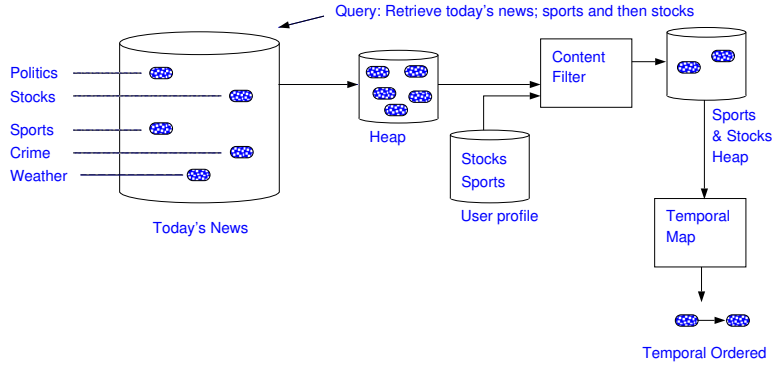 Query: Retrieve today's news; sports and then stocks
Politics
Stocks
Sports
Crime
Weather
Today's News
Heap
Stocks
Sports
User profile
Content
Filter
Sports
& Stocks
Heap
Temporal
Map
Temporal Ordered